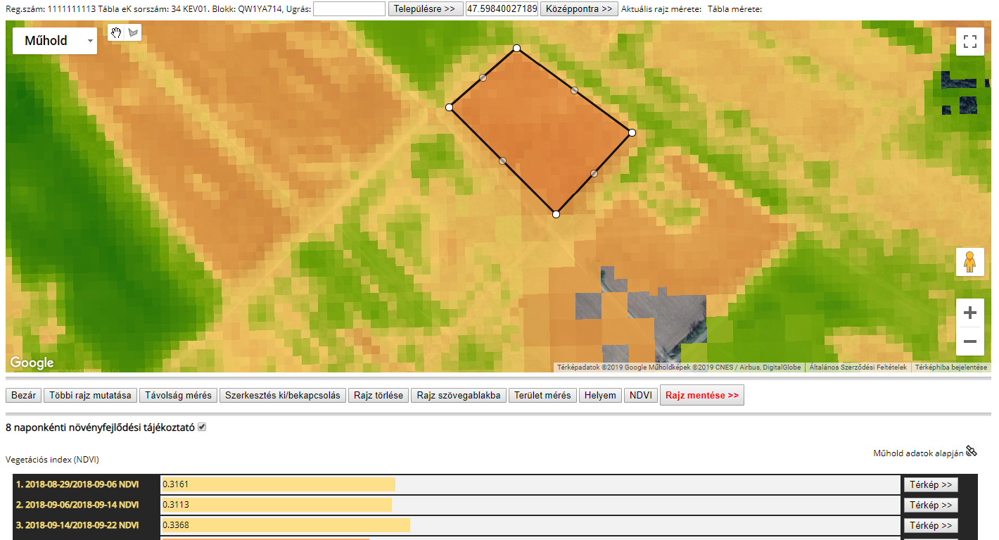 Reg.szám: 1111111113 Tábla eK sorszám: 34 KEV01. Blokk: QW1YA714, Ugrás: Településre >> 47.59840027189 Középpontra >> Aktuális rajz mérete: Tábla mérete:
Műhold
Google
Térképadatok ©2019 Google Műholdképek ©2019 CNES / Airbus, DigitalGlobe Általános Szerződési Feltételek Térképhiba bejelentése
Bezár Többi rajz mutatása Távolság mérés Szerkesztés ki/bekapcsolás Rajz törlése Rajz szövegablakba Terület mérés Helyem NDVI Rajz mentése >>
8 naponkénti növényfejlődési tájékoztató
Műhold adatok alapján
Vegetációs index (NDVI)
1. 2018-08-29/2018-09-06 NDVI 0.3161 Térkép >>
2. 2018-09-06/2018-09-14 NDVI 0.3113 Térkép >>
3. 2018-09-14/2018-09-22 NDVI 0.3368 Térkép >>